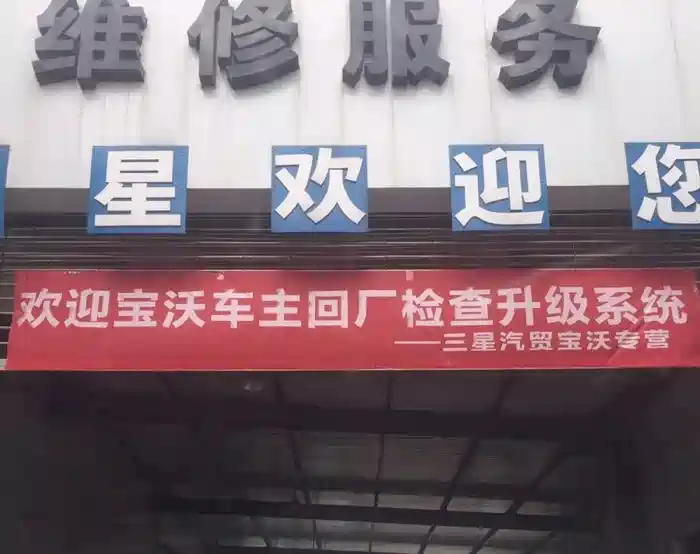 维修服务
星欢迎您
欢迎宝沃车主回厂检查升级系统
——三星汽贸宝沃专营